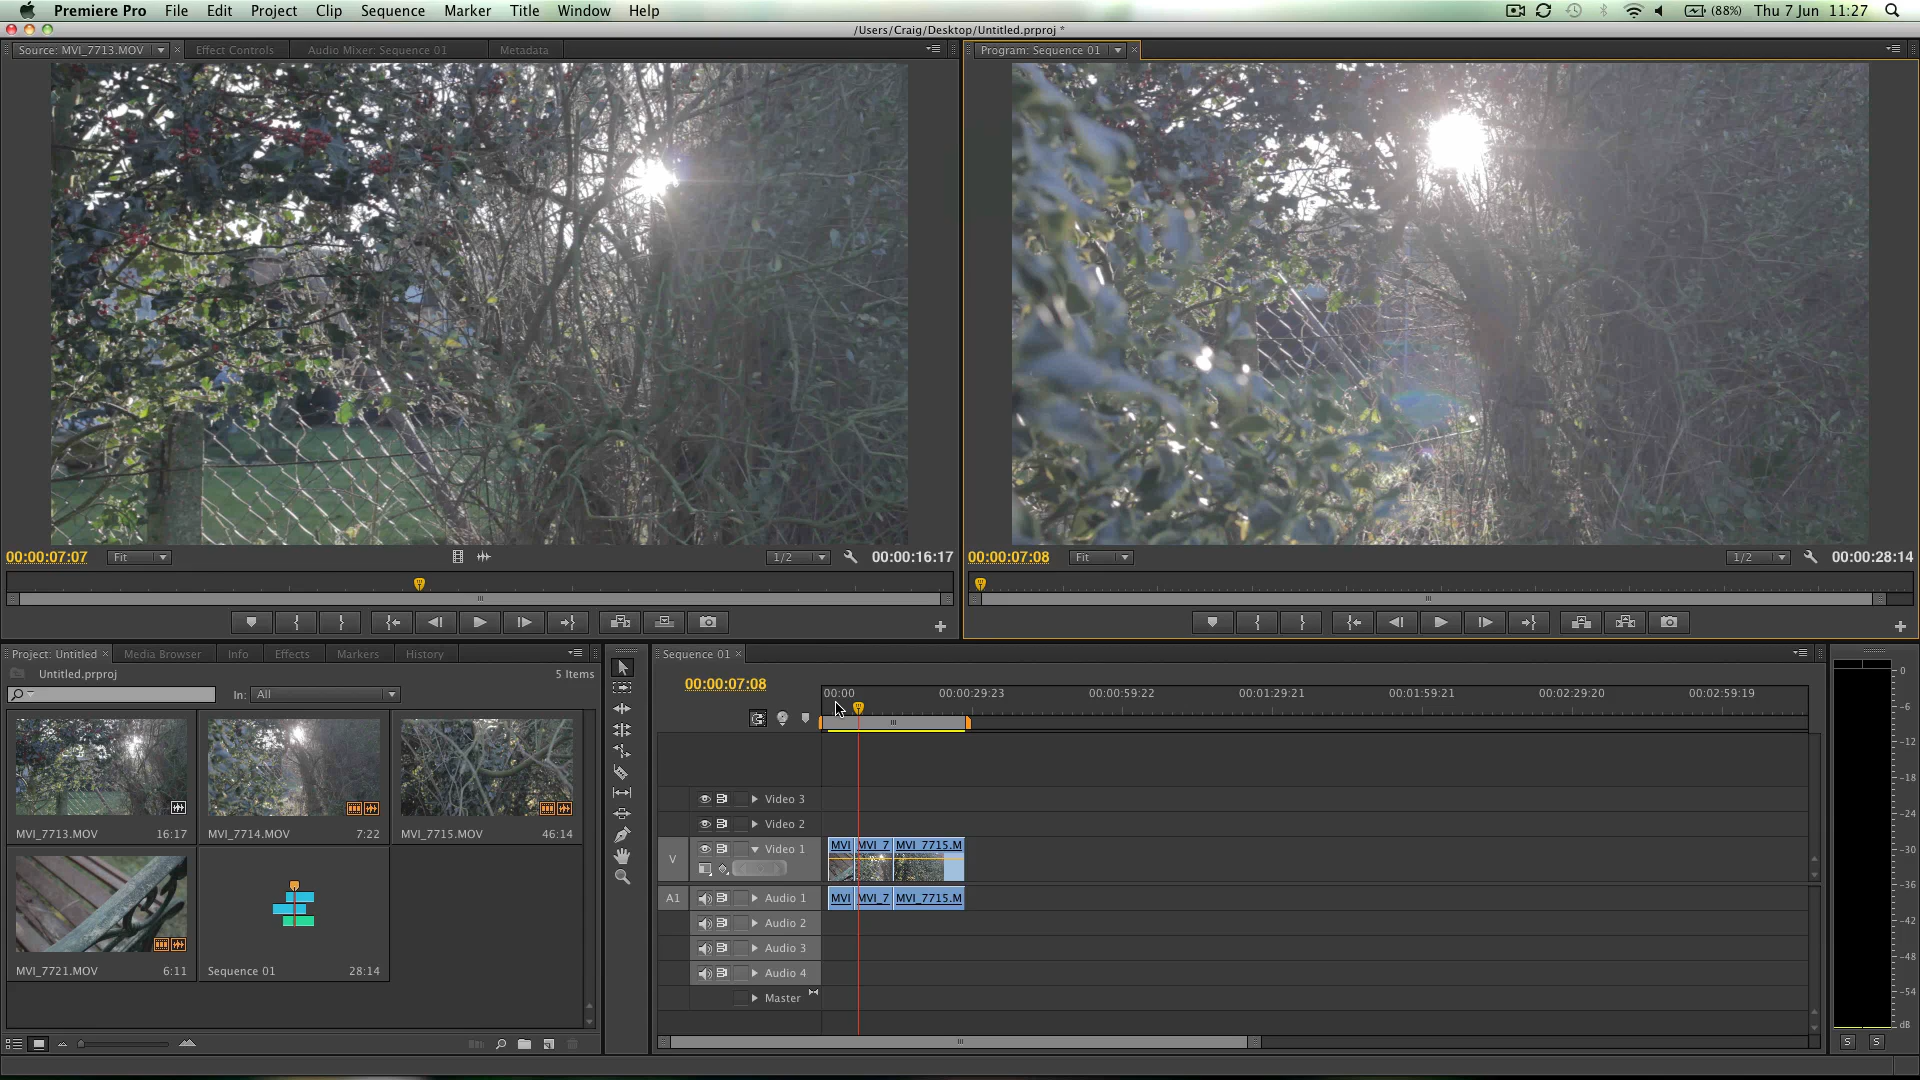 Premiere Pro File Edit Project Clip Sequence Marker Title Window Help (88%) Thu 7 Jun 11:27
/Users/Craig/Desktop/Untitled.prproj *
Source: MVI_7713.MOV Effect Controls Audio Mixer: Sequence 01 Metadata
Program: Sequence 01
00:00:07:07 Fit 1/2 00:00:16:17
00:00:07:08 Fit 1/2 00:00:28:14
Project: Untitled Media Browser Info Effects Markers History
Untitled.prproj 5 Items
In: All
MVI_7713.MOV 16:17
MVI_7714.MOV 7:22
MVI_7715.MOV 46:14
MVI_7721.MOV 6:11
Sequence 01 28:14
Sequence 01
00:00:07:08
00:00 00:00:29:23 00:00:59:22 00:01:29:21 00:01:59:21 00:02:29:20 00:02:59:19
Video 3
Video 2
V Video 1 MVI MVI_7 MVI_7715.M
A1 Audio 1 MVI MVI_7 MVI_7715.M
Audio 2
Audio 3
Audio 4
Master
0
-6
-12
-18
-24
-30
-36
-42
-48
-54
dB
S S